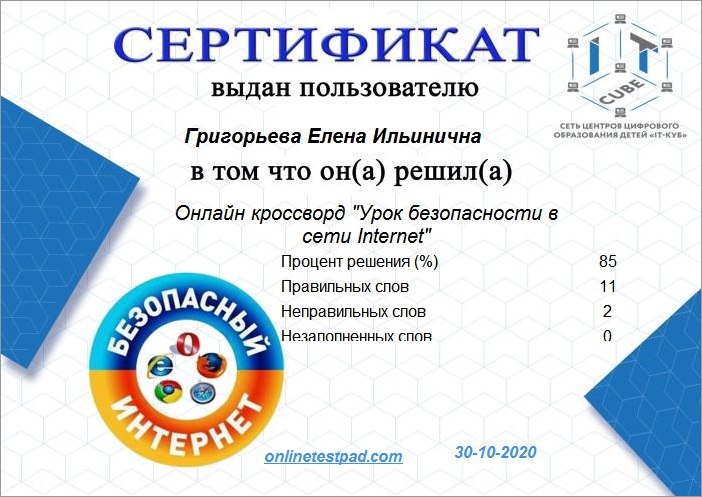 СЕРТИФИКАТ
выдан пользователю
IT
CUBE
СЕТЬ ЦЕНТРОВ ЦИФРОВОГО
ОБРАЗОВАНИЯ ДЕТЕЙ «IT-КУБ»
Григорьева Елена Ильинична
в том что он(а) решил(а)
Онлайн кроссворд "Урок безопасности в
сети Internet"
Процент решения (%) 85
Правильных слов 11
Неправильных слов 2
Незаполненных слов 0
БЕЗОПАСНЫЙ
ИНТЕРНЕТ
onlinetestpad.com
30-10-2020